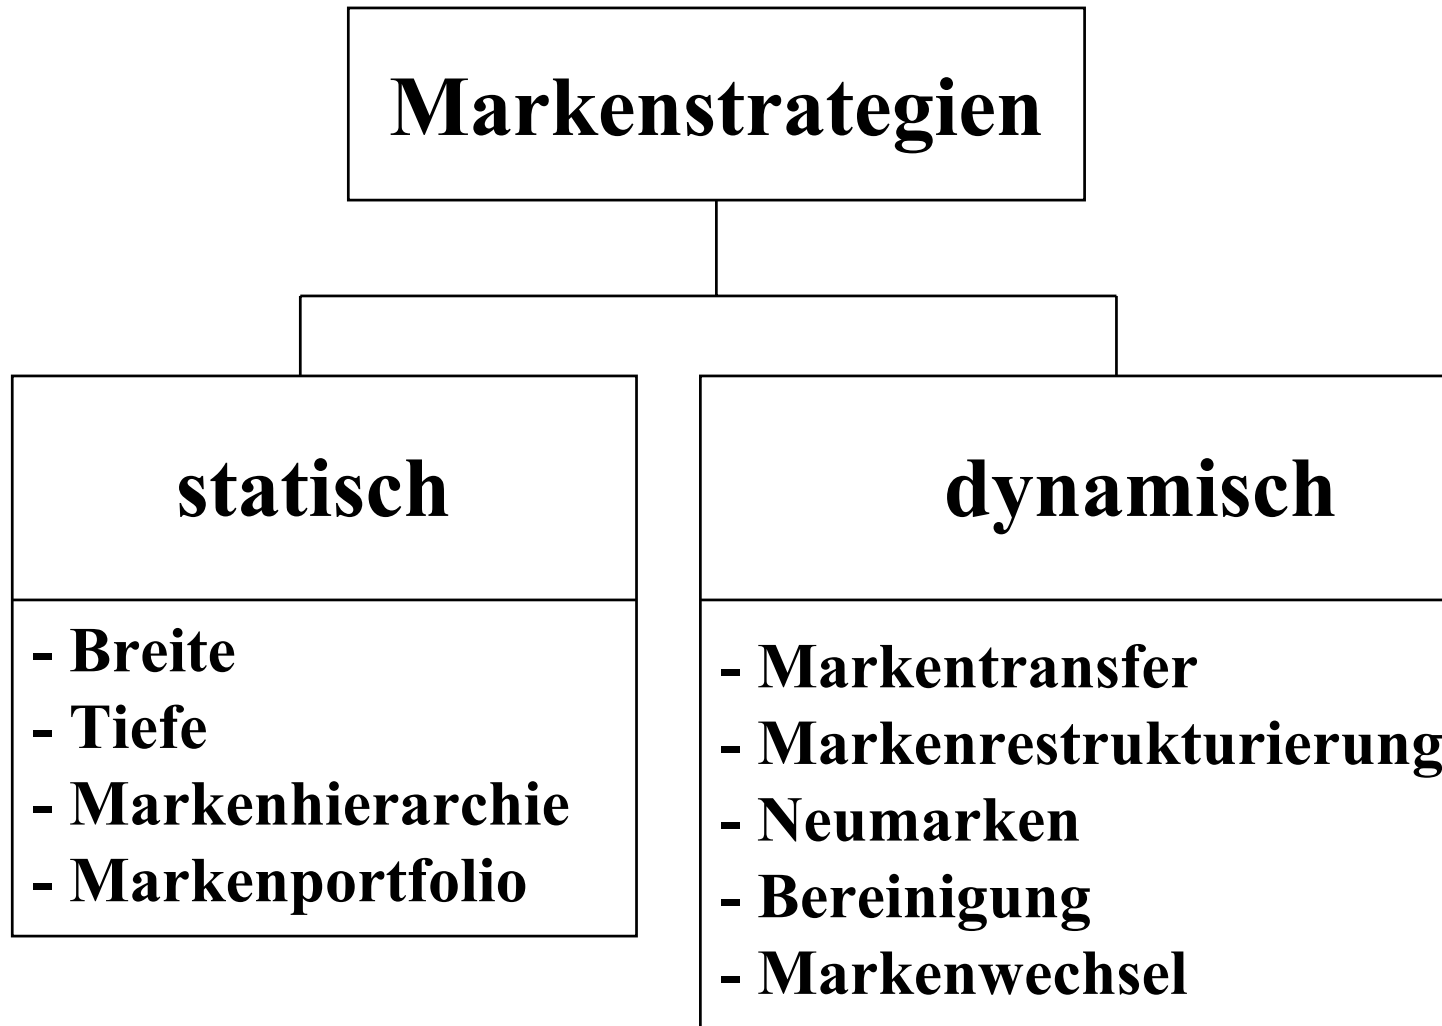 Markenstrategien
statisch
- Breite
- Tiefe
- Markenhierarchie
- Markenportfolio
dynamisch
- Markentransfer
- Markenrestrukturierung
- Neumarken
- Bereinigung
- Markenwechsel